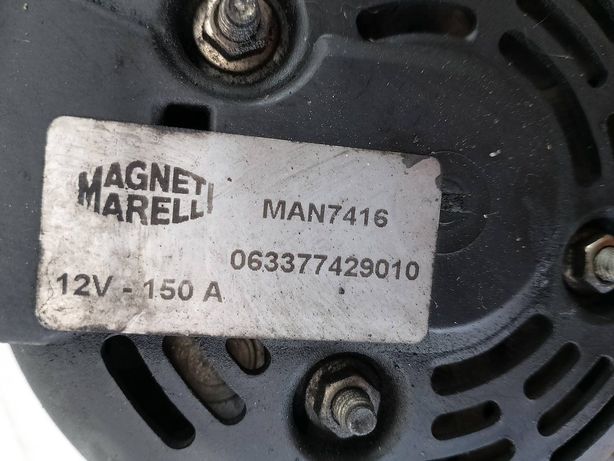 MAGNETI
MARELLI
MAN7416
063377429010
12V - 150 A